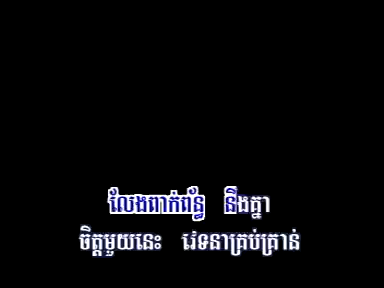 លែងពាក់ព័ន្ធ នឹងគ្នា
ចិត្តមួយនេះ វេទនាគ្រប់គ្រាន់